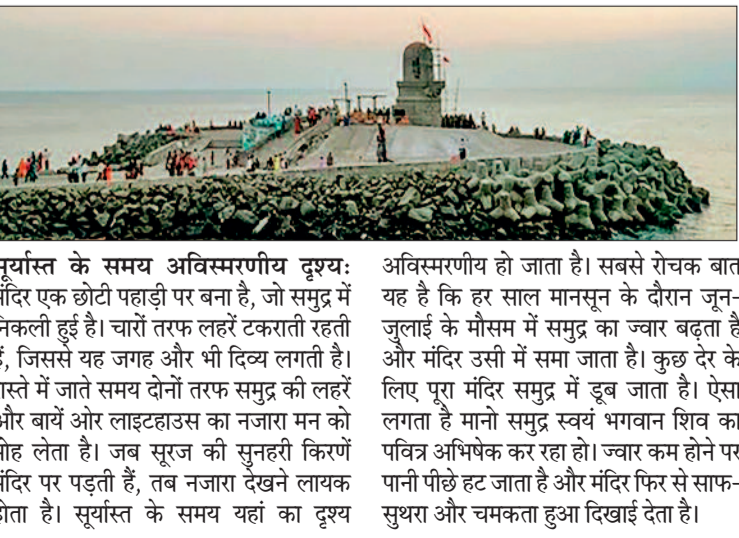 सूर्यास्त के समय अविस्मरणीय दृश्यः
मंदिर एक छोटी पहाड़ी पर बना है, जो समुद्र में
निकली हुई है। चारों तरफ लहरें टकराती रहती
हैं, जिससे यह जगह और भी दिव्य लगती है।
रास्ते में जाते समय दोनों तरफ समुद्र की लहरें
और बायें ओर लाइटहाउस का नजारा मन को
मोह लेता है। जब सूरज की सुनहरी किरणें
मंदिर पर पड़ती हैं, तब नजारा देखने लायक
होता है। सूर्यास्त के समय यहां का दृश्य
अविस्मरणीय हो जाता है। सबसे रोचक बात
यह है कि हर साल मानसून के दौरान जून-
जुलाई के मौसम में समुद्र का ज्वार बढ़ता है
और मंदिर उसी में समा जाता है। कुछ देर के
लिए पूरा मंदिर समुद्र में डूब जाता है। ऐसा
लगता है मानो समुद्र स्वयं भगवान शिव का
पवित्र अभिषेक कर रहा हो। ज्वार कम होने पर
पानी पीछे हट जाता है और मंदिर फिर से साफ-
सुथरा और चमकता हुआ दिखाई देता है।